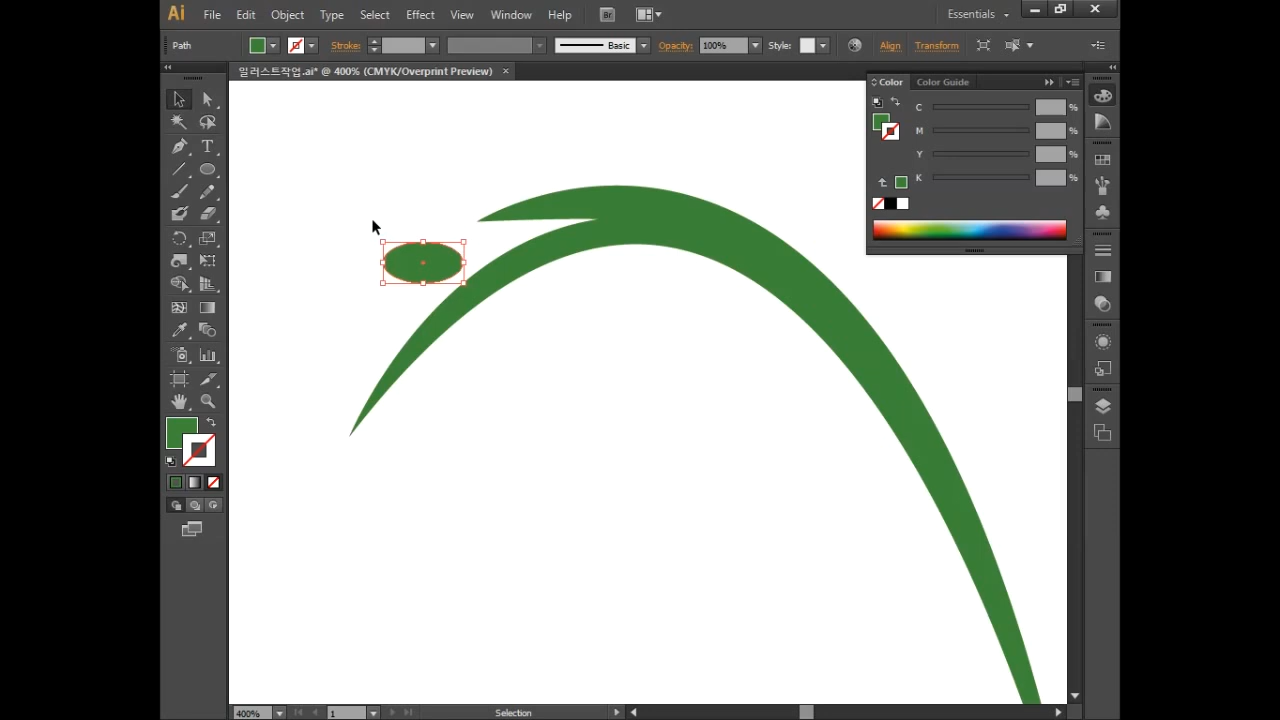 Ai File Edit Object Type Select Effect View Window Help Br Essentials
Path Stroke: Basic Opacity: 100% Style: Align Transform
일러스트작업.ai* @ 400% (CMYK/Overprint Preview) ×
Color Color Guide
C %
M %
Y %
K %
T
400% 1 Selection